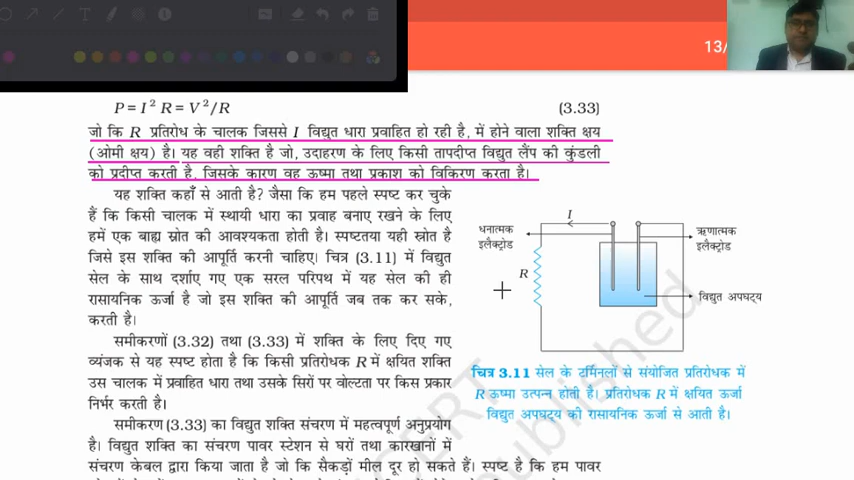 13/
P = I² R = V²/R (3.33)
जो कि R प्रतिरोध के चालक जिससे I विद्युत धारा प्रवाहित हो रही है, में होने वाला शक्ति क्षय
(ओमी क्षय) है। यह वही शक्ति है जो, उदाहरण के लिए किसी तापदीप्त विद्युत लैंप की कुंडली
को प्रदीप्त करती है, जिसके कारण वह ऊष्मा तथा प्रकाश को विकिरण करता है।
यह शक्ति कहाँ से आती है? जैसा कि हम पहले स्पष्ट कर चुके
हैं कि किसी चालक में स्थायी धारा का प्रवाह बनाए रखने के लिए
हमें एक बाह्य स्रोत की आवश्यकता होती है। स्पष्टतया यही स्रोत है
जिसे इस शक्ति की आपूर्ति करनी चाहिए। चित्र (3.11) में विद्युत
सेल के साथ दर्शाए गए एक सरल परिपथ में यह सेल की ही
रासायनिक ऊर्जा है जो इस शक्ति की आपूर्ति जब तक कर सके,
करती है।
समीकरणों (3.32) तथा (3.33) में शक्ति के लिए दिए गए
व्यंजक से यह स्पष्ट होता है कि किसी प्रतिरोधक R में क्षयित शक्ति
उस चालक में प्रवाहित धारा तथा उसके सिरों पर वोल्टता पर किस प्रकार
निर्भर करती है।
समीकरण (3.33) का विद्युत शक्ति संचरण में महत्वपूर्ण अनुप्रयोग
है। विद्युत शक्ति का संचरण पावर स्टेशन से घरों तथा कारखानों में
संचरण केबल द्वारा किया जाता है जो कि सैकड़ों मील दूर हो सकते हैं। स्पष्ट है कि हम पावर
I
धनात्मक
इलैक्ट्रोड
ऋणात्मक
इलैक्ट्रोड
R
विद्युत अपघट्य
चित्र 3.11 सेल के टर्मिनलों से संयोजित प्रतिरोधक में
R ऊष्मा उत्पन्न होती है। प्रतिरोधक R में क्षयित ऊर्जा
विद्युत अपघट्य की रासायनिक ऊर्जा से आती है।
published